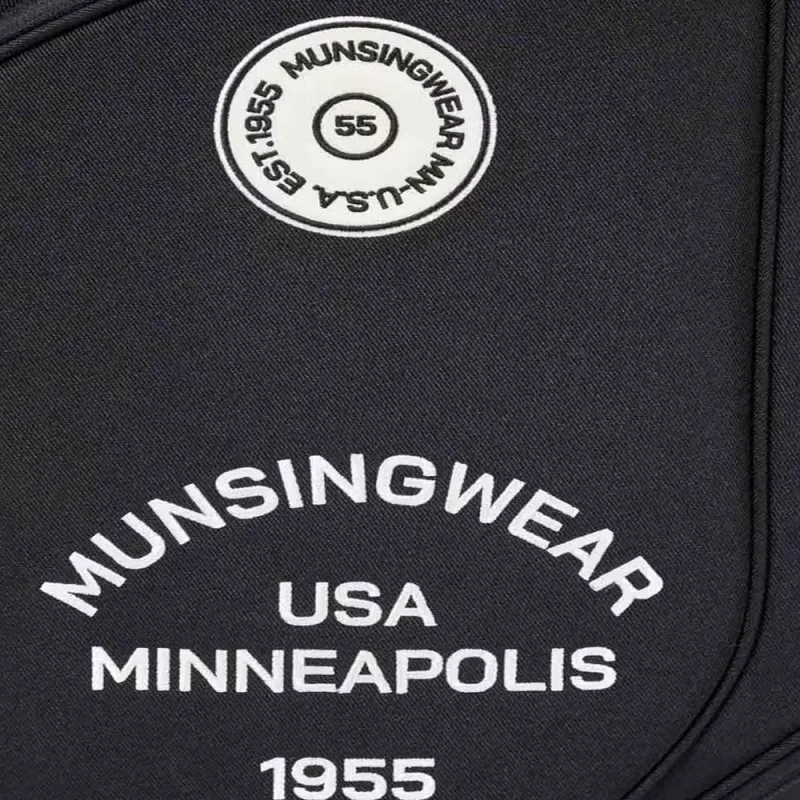 MUNSINGWEAR MN-U.S.A. EST.1955
55
MUNSINGWEAR
USA
MINNEAPOLIS
1955